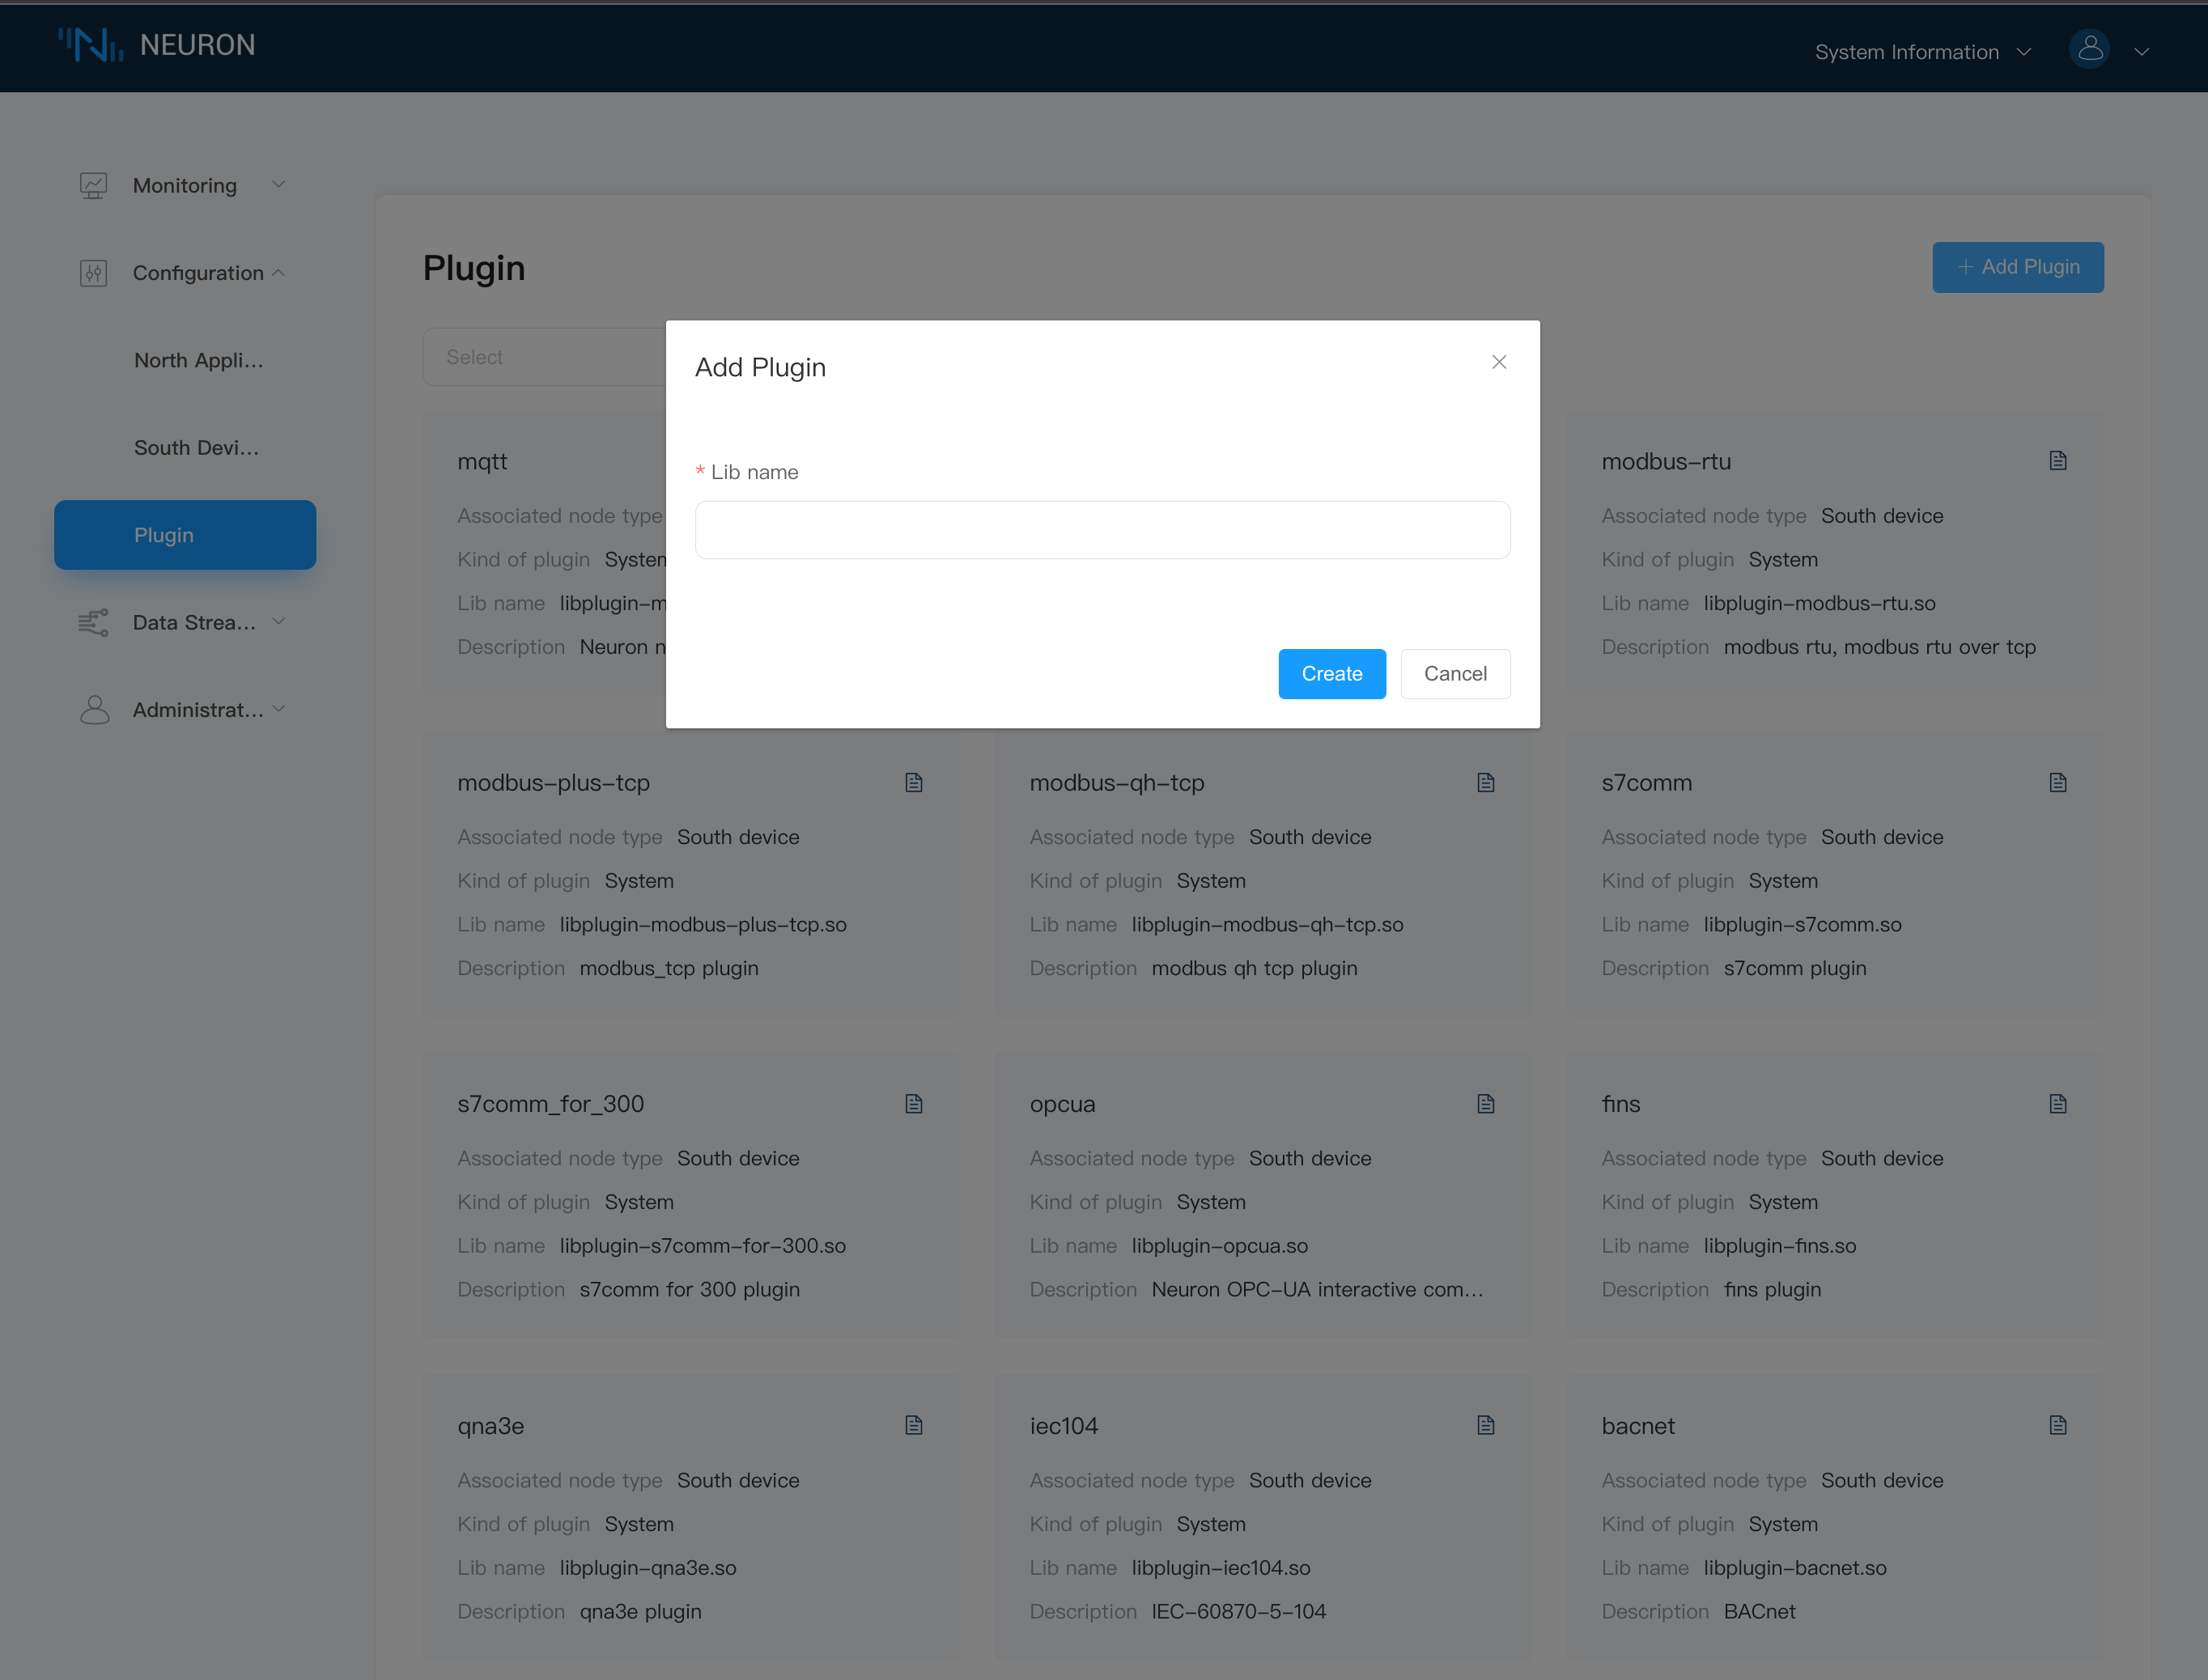 NEURON
System Information
Monitoring
Configuration
North Appli...
South Devi...
Plugin
Data Strea...
Administrat...
Plugin
+ Add Plugin
Select
Add Plugin
* Lib name
Create
Cancel
mqtt
Associated node type
Kind of plugin System
Lib name libplugin-m
Description Neuron n
modbus-rtu
Associated node type South device
Kind of plugin System
Lib name libplugin-modbus-rtu.so
Description modbus rtu, modbus rtu over tcp
modbus-plus-tcp
Associated node type South device
Kind of plugin System
Lib name libplugin-modbus-plus-tcp.so
Description modbus_tcp plugin
modbus-qh-tcp
Associated node type South device
Kind of plugin System
Lib name libplugin-modbus-qh-tcp.so
Description modbus qh tcp plugin
s7comm
Associated node type South device
Kind of plugin System
Lib name libplugin-s7comm.so
Description s7comm plugin
s7comm_for_300
Associated node type South device
Kind of plugin System
Lib name libplugin-s7comm-for-300.so
Description s7comm for 300 plugin
opcua
Associated node type South device
Kind of plugin System
Lib name libplugin-opcua.so
Description Neuron OPC-UA interactive com...
fins
Associated node type South device
Kind of plugin System
Lib name libplugin-fins.so
Description fins plugin
qna3e
Associated node type South device
Kind of plugin System
Lib name libplugin-qna3e.so
Description qna3e plugin
iec104
Associated node type South device
Kind of plugin System
Lib name libplugin-iec104.so
Description IEC-60870-5-104
bacnet
Associated node type South device
Kind of plugin System
Lib name libplugin-bacnet.so
Description BACnet